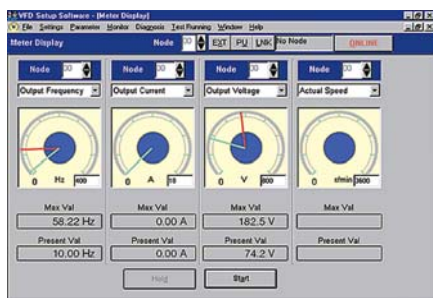 VFD Setup Software - [Meter Display]
File Settings Parameter Monitor Diagnosis Test Running Window Help
Meter Display Node 00 EXT PU LNK No Node ONLINE
Node 00 Node 00 Node 00 Node 00
Output Frequency Output Current Output Voltage Actual Speed
0 Hz 400 0 A 10 0 V 800 0 r/min 3600
Max Val Max Val Max Val Max Val
58.22 Hz 0.00 A 182.5 V
Present Val Present Val Present Val Present Val
10.00 Hz 0.00 A 74.2 V
Hold Start